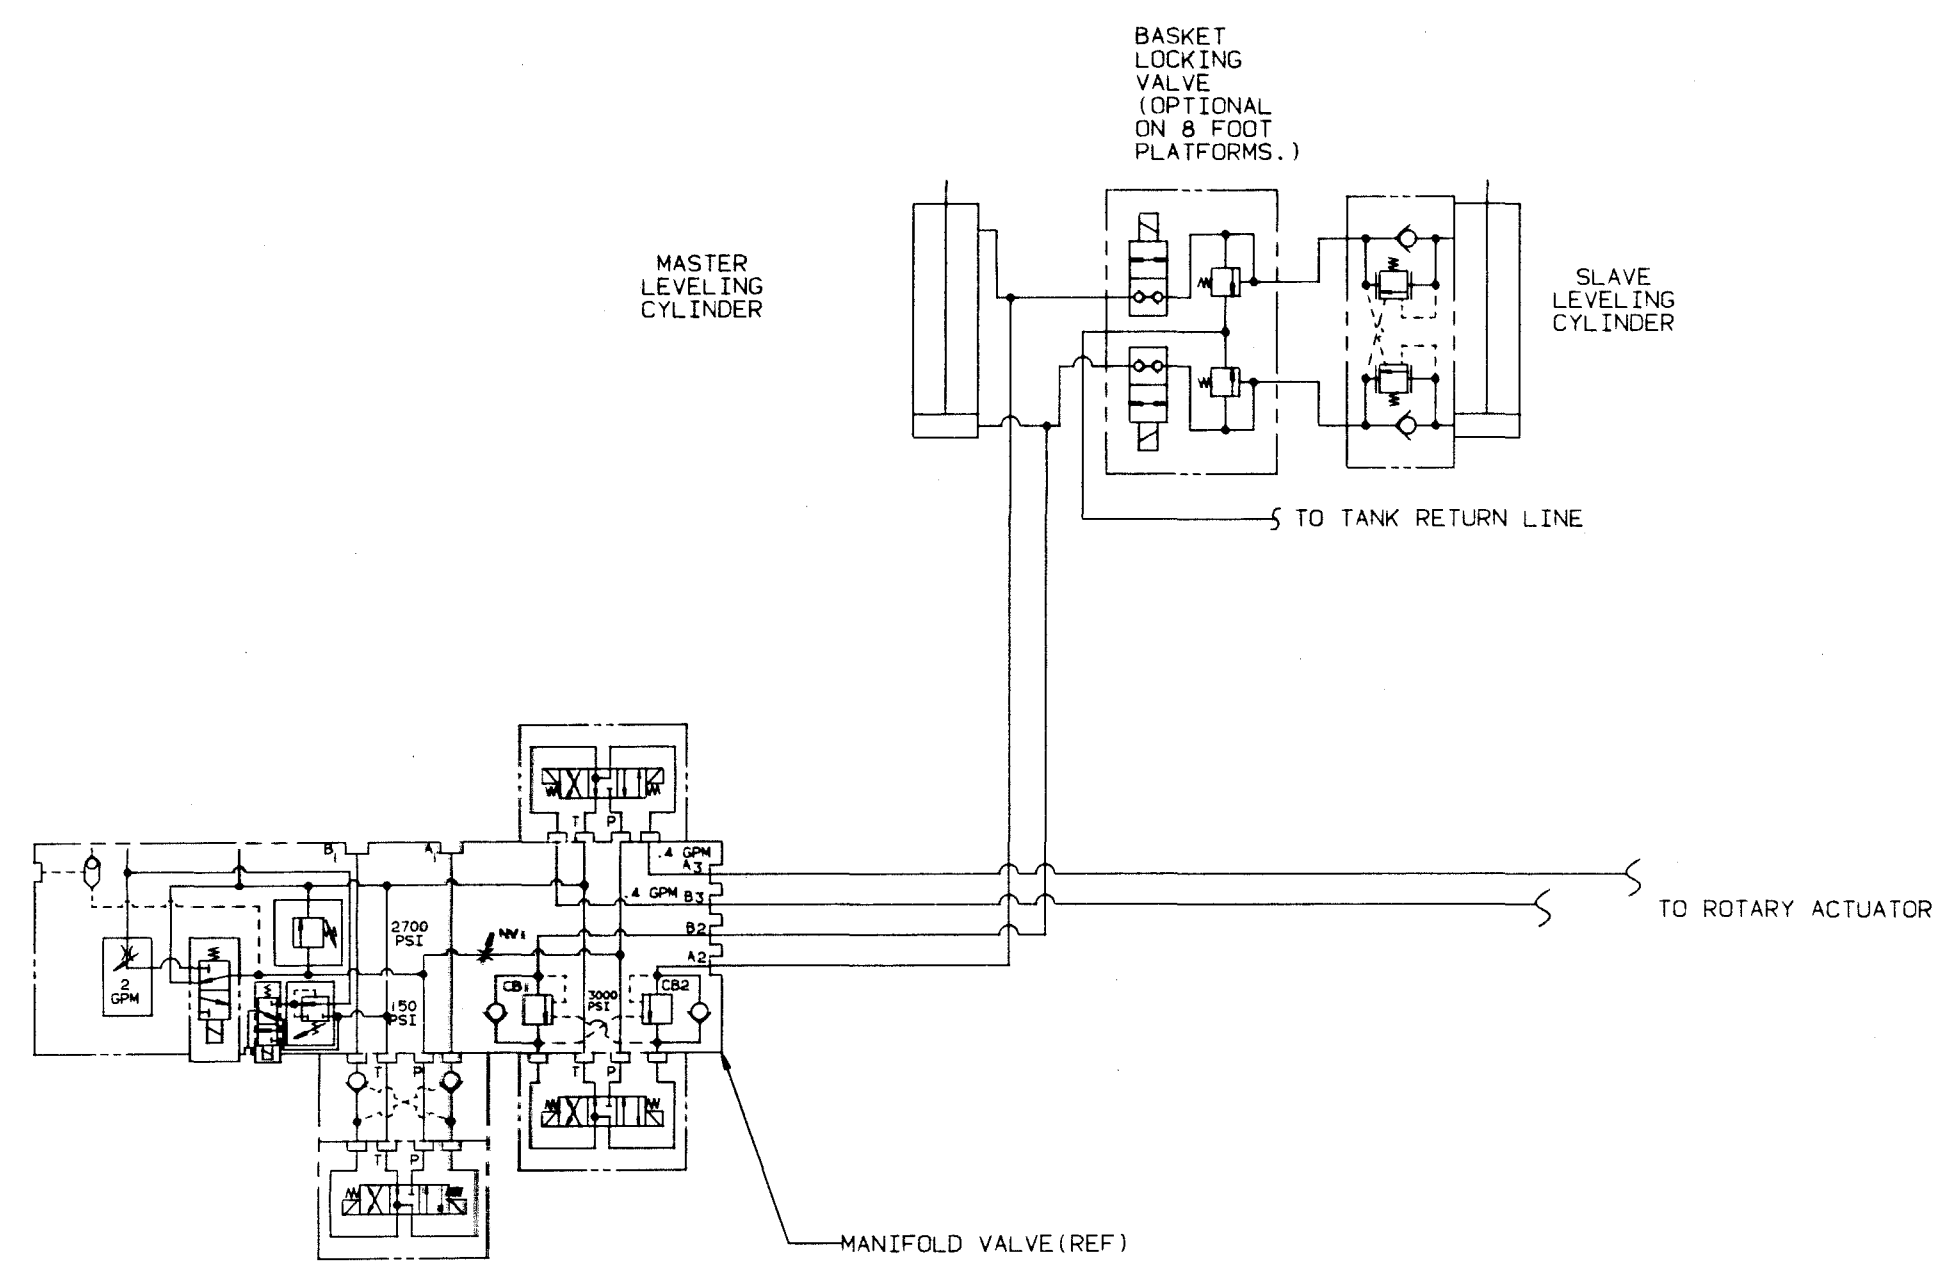 BASKET
LOCKING
VALVE
(OPTIONAL
ON 8 FOOT
PLATFORMS.)
MASTER
LEVELING
CYLINDER
SLAVE
LEVELING
CYLINDER
TO TANK RETURN LINE
T P
B1 A1
.4 GPM
A3
.4 GPM B3
TO ROTARY ACTUATOR
2700
PSI
NV1
B2
A2
2
GPM
CB1
3000
PSI
CB2
150
PSI
T P
T P
T P
MANIFOLD VALVE(REF)